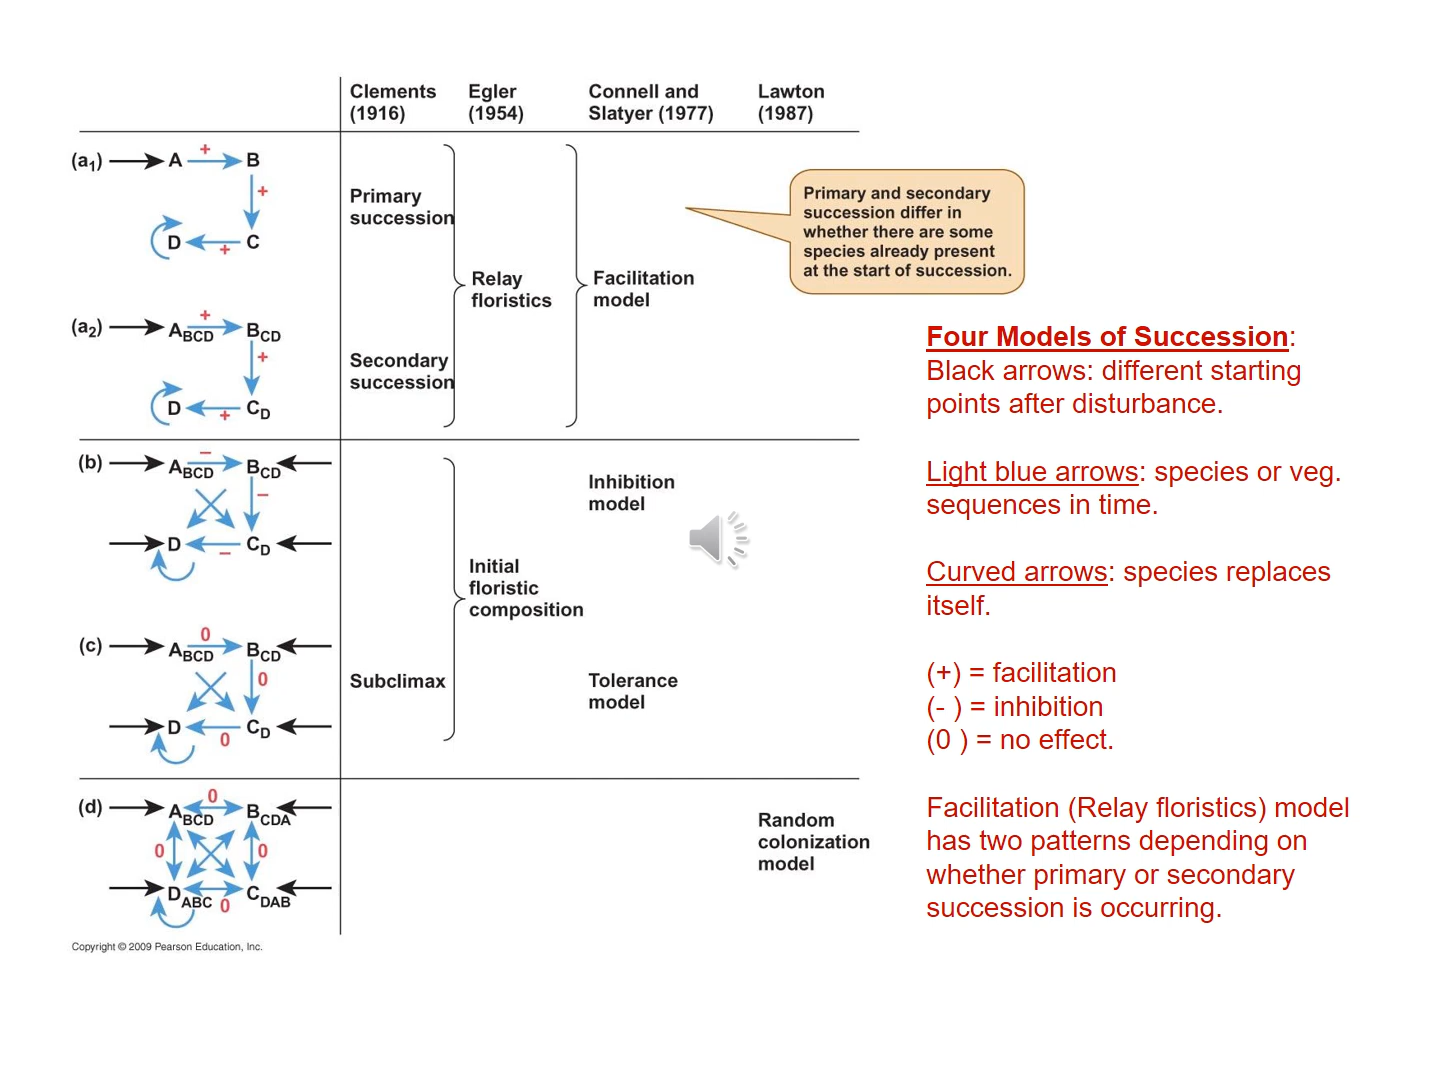 Clements (1916)
Egler (1954)
Connell and Slatyer (1977)
Lawton (1987)
(a1) A + B
+
D + C
Primary succession
Primary and secondary
succession differ in
whether there are some
species already present
at the start of succession.
Relay floristics
Facilitation model
(a2) ABCD + BCD
+
D + CD
Secondary succession
Four Models of Succession:
Black arrows: different starting
points after disturbance.
Light blue arrows: species or veg.
sequences in time.
Curved arrows: species replaces
itself.
(+) = facilitation
(- ) = inhibition
(0 ) = no effect.
Facilitation (Relay floristics) model
has two patterns depending on
whether primary or secondary
succession is occurring.
(b) ABCD – BCD
–
D – CD
Inhibition model
Initial floristic composition
(c) ABCD 0 BCD
0
D 0 CD
Subclimax
Tolerance model
(d) ABCD 0 BCDA
0 0
DABC 0 CDAB
Random colonization model
Copyright © 2009 Pearson Education, Inc.